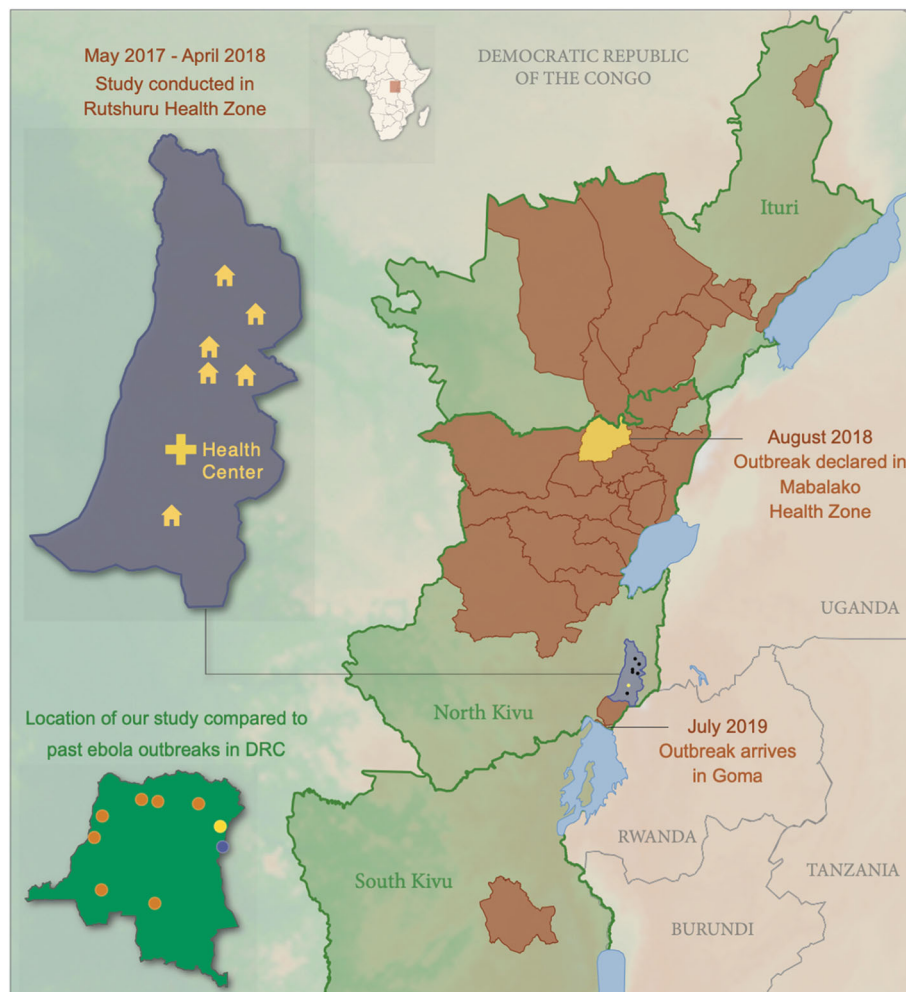 May 2017 - April 2018
Study conducted in
Rutshuru Health Zone
DEMOCRATIC REPUBLIC
OF THE CONGO
Ituri
Health
Center
August 2018
Outbreak declared in
Mabalako
Health Zone
UGANDA
North Kivu
July 2019
Outbreak arrives
in Goma
Location of our study compared to
past ebola outbreaks in DRC
RWANDA
TANZANIA
South Kivu
BURUNDI